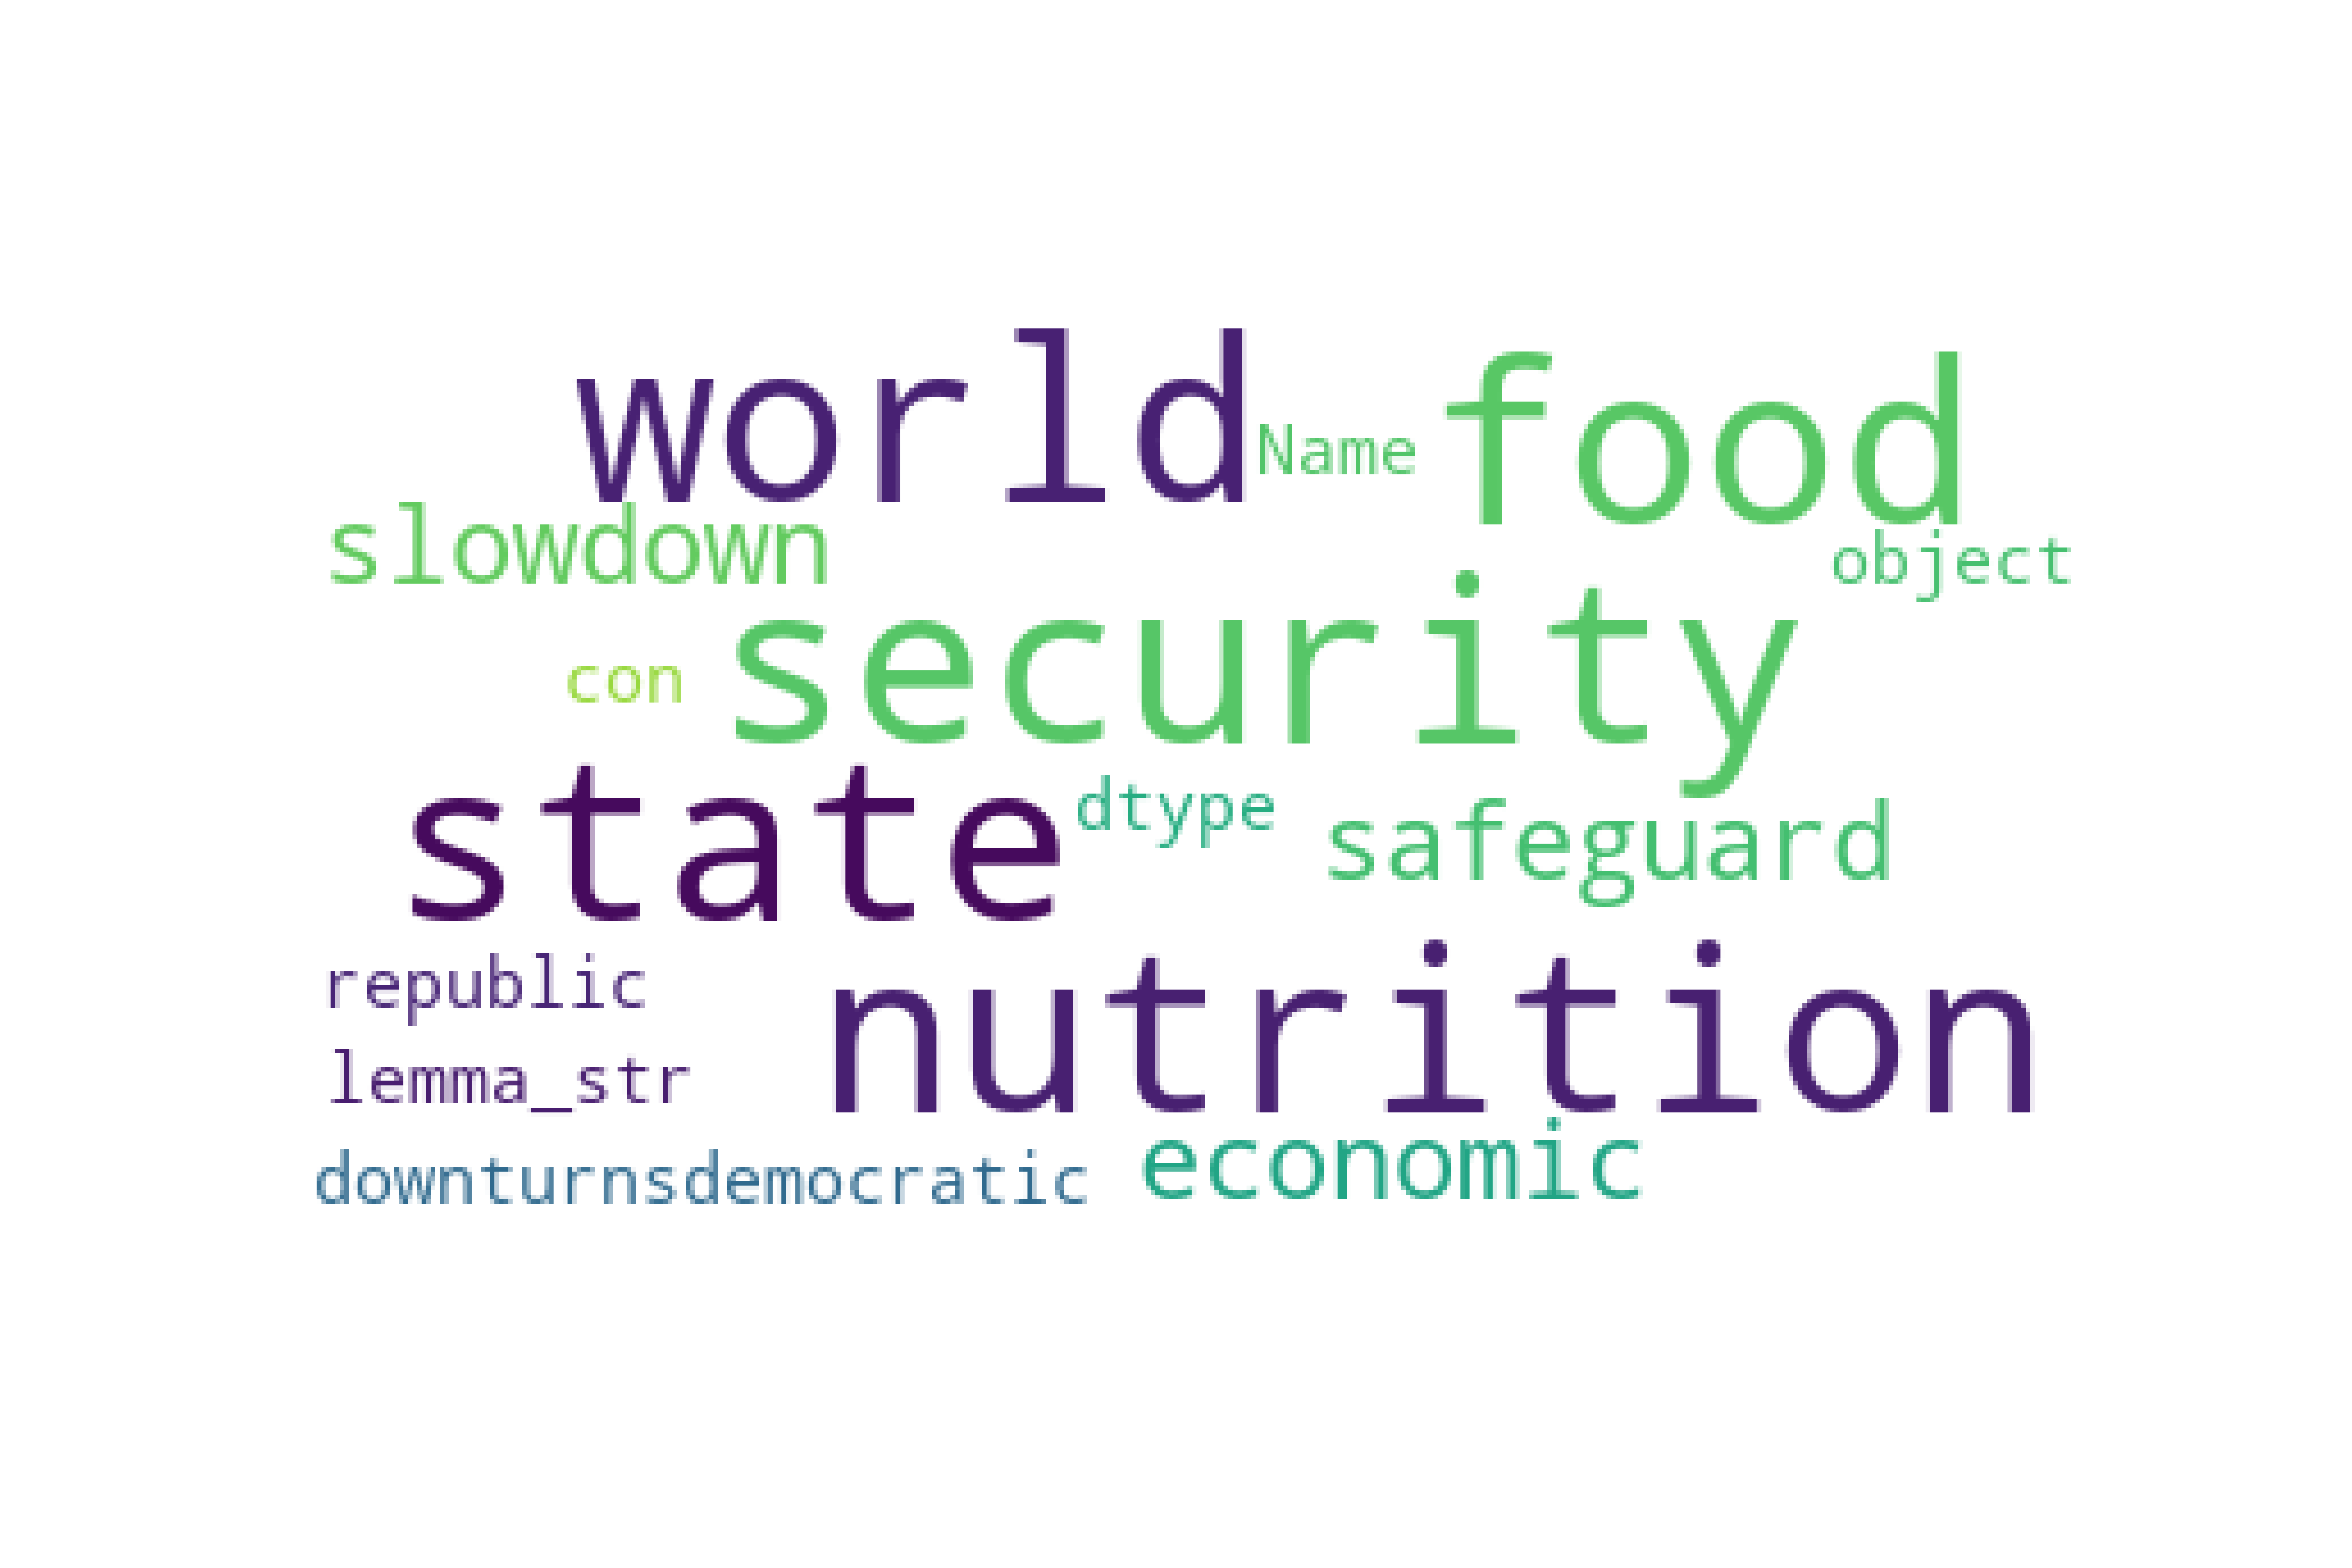 world Name food
slowdown object
con security
state dtype safeguard
republic nutrition
lemma_str
downturnsdemocratic economic